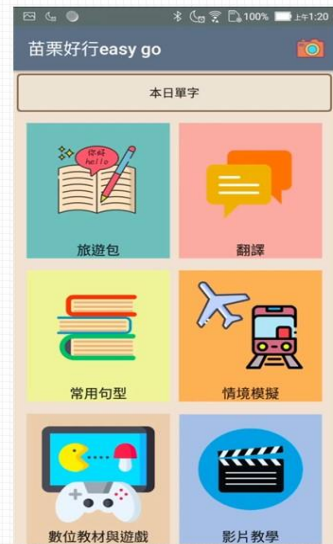 100% 上午1:20
苗栗好行easy go
本日單字
你好
hello
旅遊包
翻譯
常用句型
情境模擬
數位教材與遊戲
影片教學